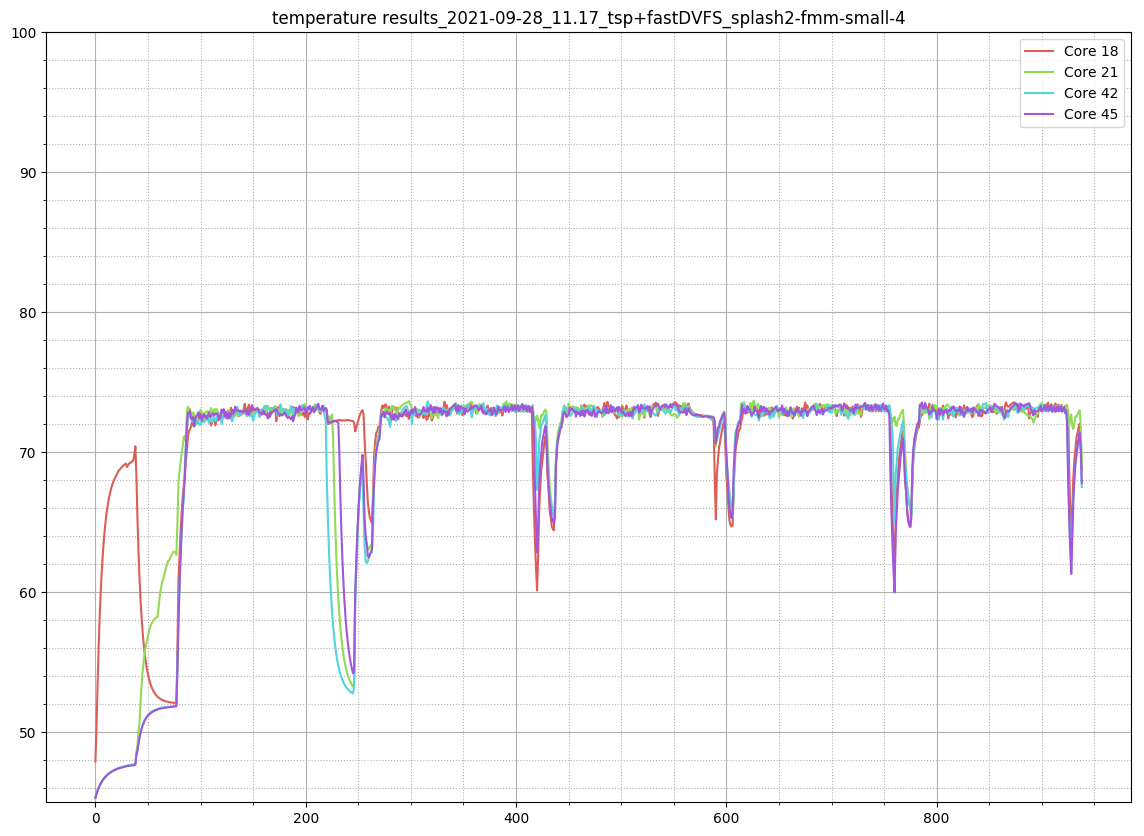 temperature results_2021-09-28_11.17_tsp+fastDVFS_splash2-fmm-small-4
100
90
80
70
60
50
0
200
400
600
800
Core 18
Core 21
Core 42
Core 45